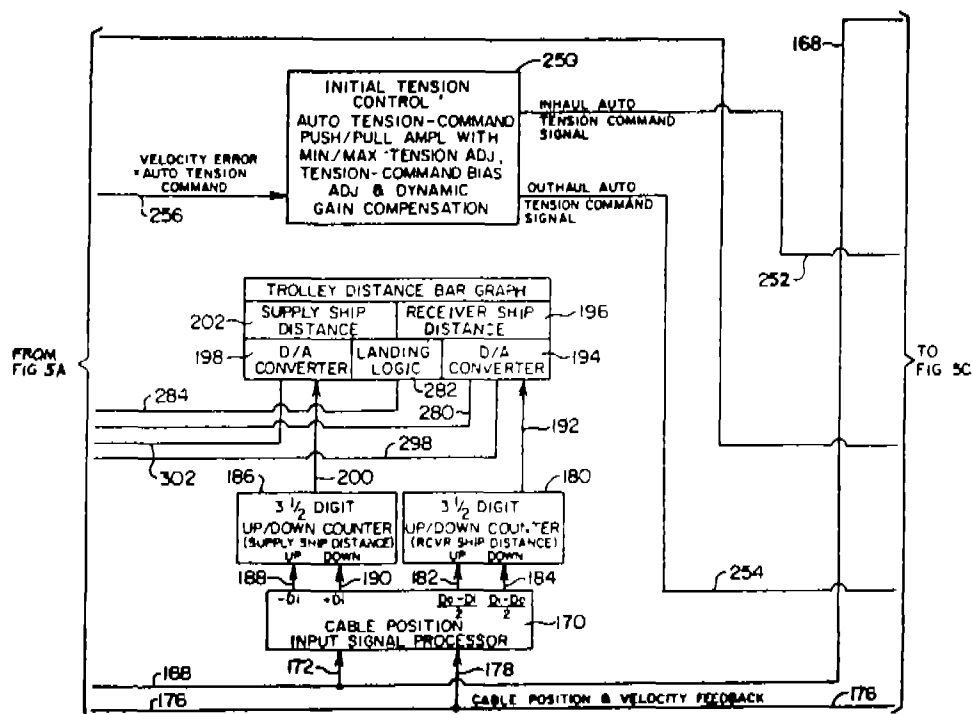 168
250
INITIAL TENSION
CONTROL
AUTO TENSION-COMMAND
PUSH/PULL AMPL WITH
MIN/MAX TENSION ADJ,
TENSION-COMMAND BIAS
ADJ & DYNAMIC
GAIN COMPENSATION
INHAUL AUTO
TENSION COMMAND
SIGNAL
VELOCITY ERROR
=AUTO TENSION
COMMAND
256
OUTHAUL AUTO
TENSION COMMAND
SIGNAL
252
TROLLEY DISTANCE BAR GRAPH
202
SUPPLY SHIP
DISTANCE
RECEIVER SHIP
DISTANCE
196
FROM
FIG 5A
198
D/A
CONVERTER
LANDING
LOGIC
D/A
CONVERTER
194
TO
FIG 5C
284
282
280
192
298
302
200
186
180
3 1/2 DIGIT
UP/DOWN COUNTER
(SUPPLY SHIP DISTANCE)
UP DOWN
3 1/2 DIGIT
UP/DOWN COUNTER
(RCVR SHIP DISTANCE)
UP DOWN
188
190
182
184
254
-Di +Di
Do-Di
2
Di-Do
2
CABLE POSITION
INPUT SIGNAL PROCESSOR
170
172
178
168
176
CABLE POSITION & VELOCITY FEEDBACK
176